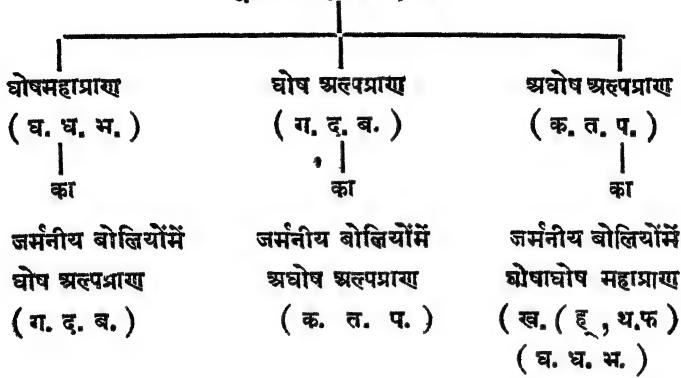 घोषमहाप्राण
( घ. ध. भ. )
का
जर्मनीय बोलियोंमें
घोष अल्पप्राण
( ग. द. ब. )
घोष अल्पप्राण
( ग. द. ब. )
का
जर्मनीय बोलियोंमें
अघोष अल्पप्राण
( क. त. प. )
अघोष अल्पप्राण
( क. त. प. )
का
जर्मनीय बोलियोंमें
घोषाघोष महाप्राण
( ख. ( ह् , थ.फ )
( घ. ध. भ. )